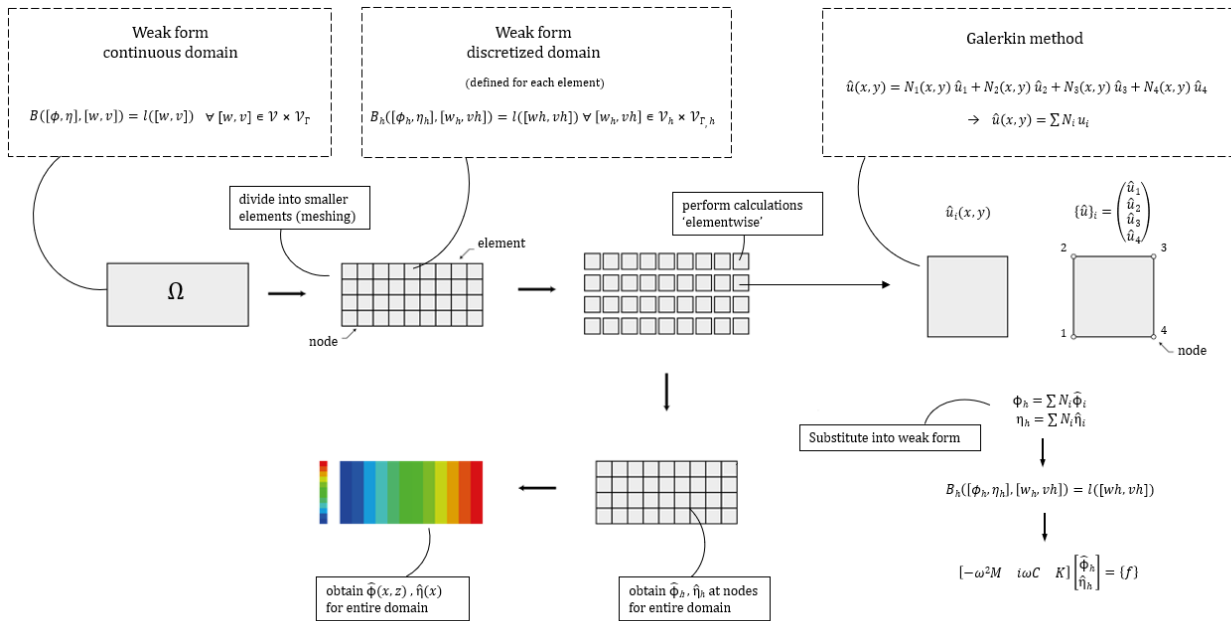 Weak form
continuous domain
B([ϕ, η], [w, v]) = l([w, v]) ∀ [w, v] ∈ 𝒱 × 𝒱_Γ
Weak form
discretized domain
(defined for each element)
B_h([ϕ_h, η_h], [w_h, vh]) = l([wh, vh]) ∀ [w_h, vh] ∈ 𝒱_h × 𝒱_Γ,h
Galerkin method
û(x, y) = N_1(x, y) û_1 + N_2(x, y) û_2 + N_3(x, y) û_3 + N_4(x, y) û_4
→ û(x, y) = ∑ N_i u_i
divide into smaller
elements (meshing)
perform calculations
'elementwise'
element
node
Ω
û_i(x, y)
{û}_i = (û_1 û_2 û_3 û_4)
2
3
1
4
node
ϕ_h = ∑ N_i ϕ̂_i
η_h = ∑ N_i η̂_i
Substitute into weak form
B_h([ϕ_h, η_h], [w_h, vh]) = l([wh, vh])
[−ω²M iωC K] [ϕ̂_h η̂_h] = {f}
obtain ϕ̂(x, z) , η̂(x)
for entire domain
obtain ϕ̂_h, η̂_h at nodes
for entire domain